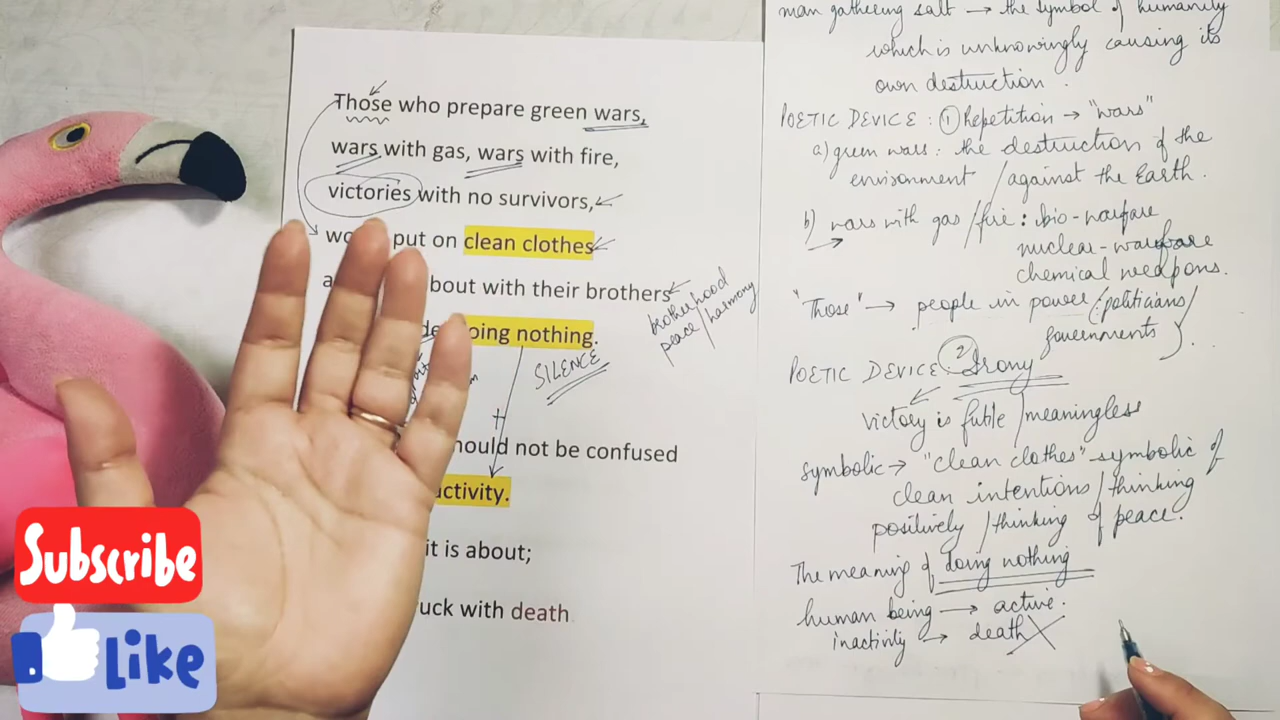 Those who prepare green wars,
wars with gas, wars with fire,
victories with no survivors,
put on clean clothes
bout with their brothers
doing nothing.
brotherhood
peace/harmony
SILENCE
hould not be confused
activity.
it is about;
uck with death.
man gathering salt → the symbol of humanity
which is unknowingly causing its
own destruction.
POETIC DEVICE: ① Repetition → "wars"
a) green wars: the destruction of the
environment / against the Earth.
b) wars with gas/fire: bio-warfare
nuclear-warfare
chemical weapons.
"Those" → people in power (politicians/
governments).
POETIC DEVICE: ② Irony
victory is futile/meaningless
symbolic → "clean clothes" symbolic of
clean intentions/thinking
positively/thinking of peace.
The meaning of doing nothing
human being → active.
inactivity → death
Subscribe
Like